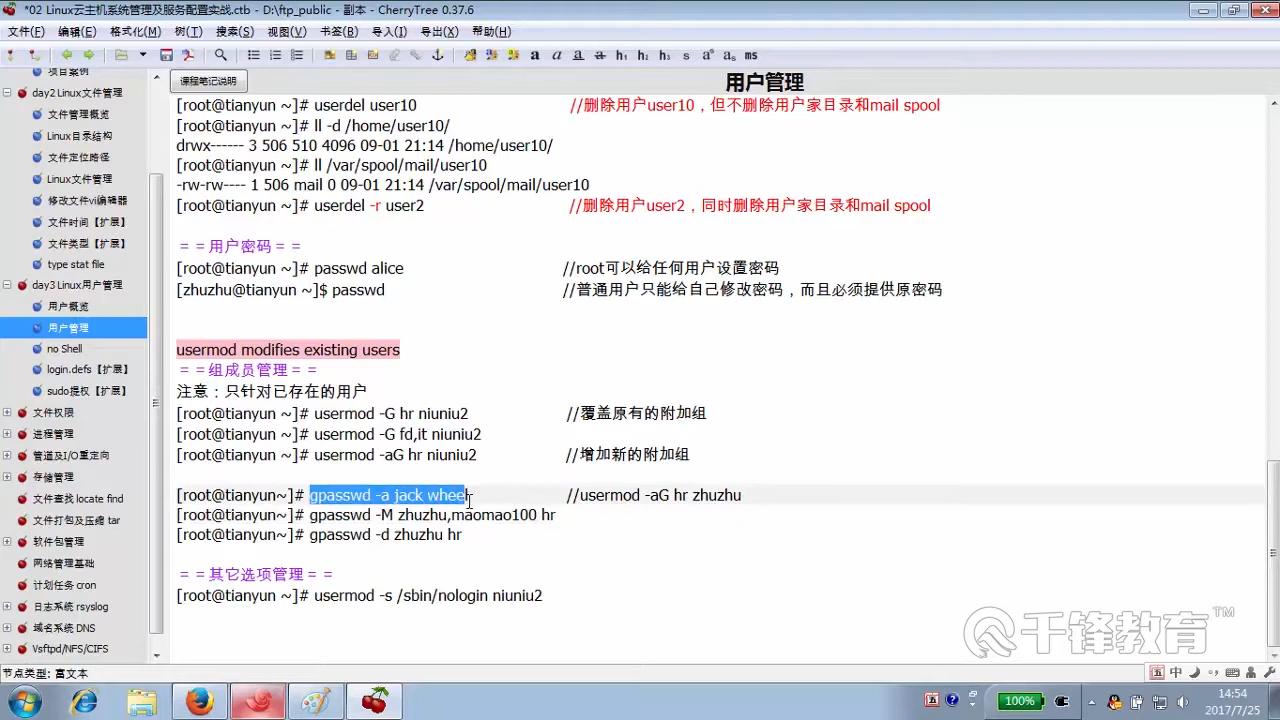 *02 Linux云主机系统管理及服务配置实战.ctb - D:\ftp_public - 副本 - CherryTree 0.37.6
文件(F) 编辑(E) 格式化(M) 树(T) 搜索(S) 视图(V) 书签(B) 导入(I) 导出(X) 帮助(H)
a a a a h₁ h₂ h₃ s aˢ aₛ ms
项目案例
day2 Linux文件管理
文件管理概览
Linux目录结构
文件定位路径
Linux文件管理
修改文件vi编辑器
文件时间【扩展】
文件类型【扩展】
type stat file
day3 Linux用户管理
用户概览
用户管理
no Shell
login.defs【扩展】
sudo提权【扩展】
文件权限
进程管理
管道及I/O重定向
存储管理
文件查找 locate find
文件打包及压缩 tar
软件包管理
网络管理基础
计划任务 cron
日志系统 rsyslog
域名系统 DNS
Vsftpd/NFS/CIFS
课程笔记说明
用户管理
[root@tianyun ~]# userdel user10 //删除用户user10，但不删除用户家目录和mail spool
[root@tianyun ~]# ll -d /home/user10/
drwx------ 3 506 510 4096 09-01 21:14 /home/user10/
[root@tianyun ~]# ll /var/spool/mail/user10
-rw-rw---- 1 506 mail 0 09-01 21:14 /var/spool/mail/user10
[root@tianyun ~]# userdel -r user2 //删除用户user2，同时删除用户家目录和mail spool
＝＝用户密码＝＝
[root@tianyun ~]# passwd alice //root可以给任何用户设置密码
[zhuzhu@tianyun ~]$ passwd //普通用户只能给自己修改密码，而且必须提供原密码
usermod modifies existing users
＝＝组成员管理＝＝
注意：只针对已存在的用户
[root@tianyun ~]# usermod -G hr niuniu2 //覆盖原有的附加组
[root@tianyun ~]# usermod -G fd,it niuniu2
[root@tianyun ~]# usermod -aG hr niuniu2 //增加新的附加组
[root@tianyun~]# gpasswd -a jack wheel //usermod -aG hr zhuzhu
[root@tianyun ~]# gpasswd -M zhuzhu,maomao100 hr
[root@tianyun ~]# gpasswd -d zhuzhu hr
＝＝其它选项管理＝＝
[root@tianyun ~]# usermod -s /sbin/nologin niuniu2
千锋教育™
节点类型: 富文本
五 中
五 100% 14:54
2017/7/25